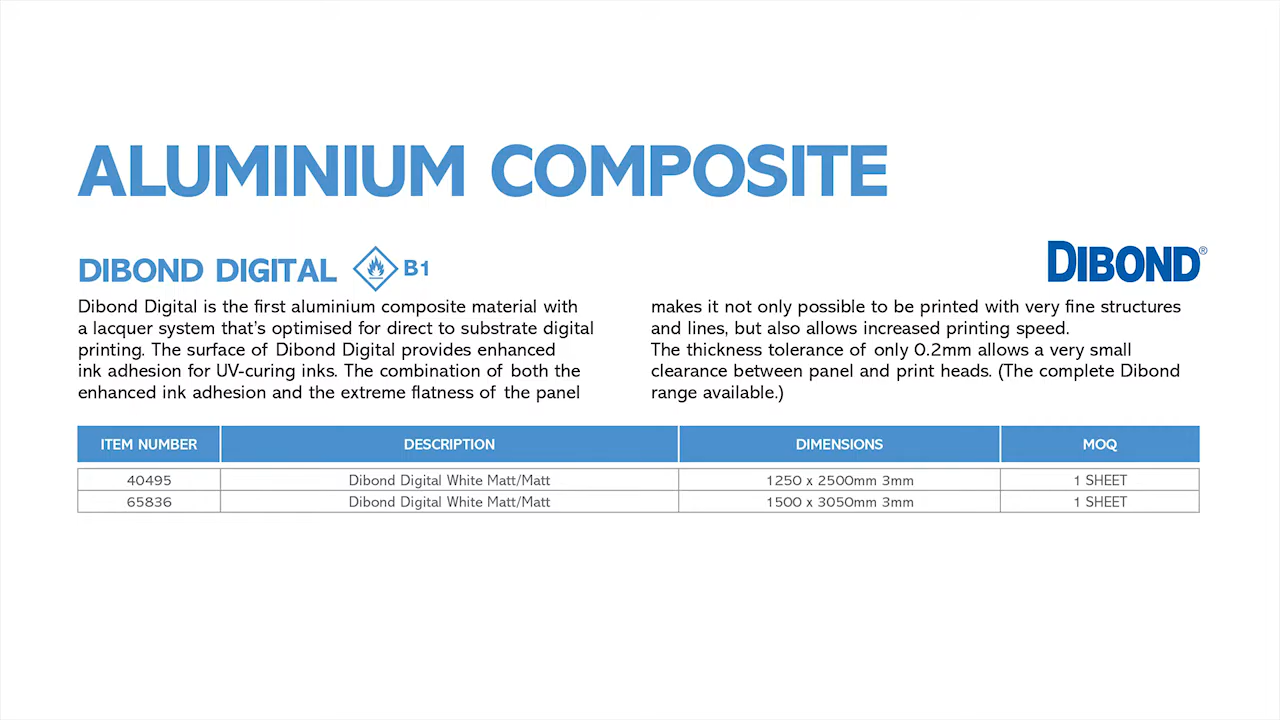 ALUMINIUM COMPOSITE
DIBOND DIGITAL B1
DIBOND®
Dibond Digital is the first aluminium composite material with
a lacquer system that's optimised for direct to substrate digital
printing. The surface of Dibond Digital provides enhanced
ink adhesion for UV-curing inks. The combination of both the
enhanced ink adhesion and the extreme flatness of the panel
makes it not only possible to be printed with very fine structures
and lines, but also allows increased printing speed.
The thickness tolerance of only 0.2mm allows a very small
clearance between panel and print heads. (The complete Dibond
range available.)
ITEM NUMBER DESCRIPTION DIMENSIONS MOQ
40495 Dibond Digital White Matt/Matt 1250 x 2500mm 3mm 1 SHEET
65836 Dibond Digital White Matt/Matt 1500 x 3050mm 3mm 1 SHEET